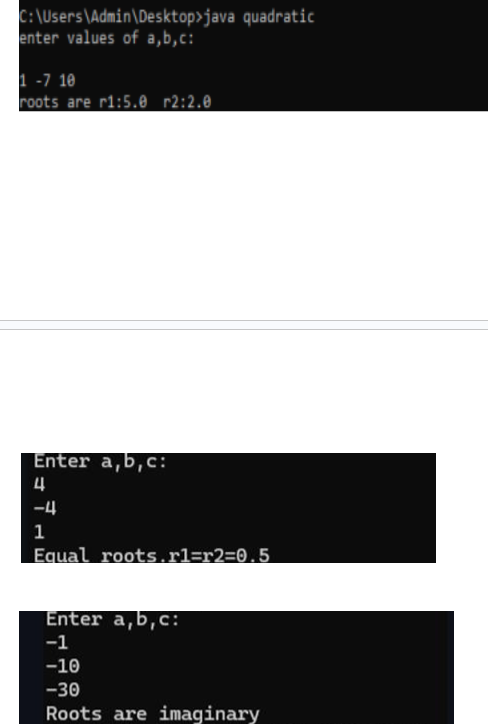 C:\Users\Admin\Desktop>java quadratic
enter values of a,b,c:
1 -7 10
roots are r1:5.0  r2:2.0
Enter a,b,c:
4
-4
1
Equal roots.r1=r2=0.5
Enter a,b,c:
-1
-10
-30
Roots are imaginary